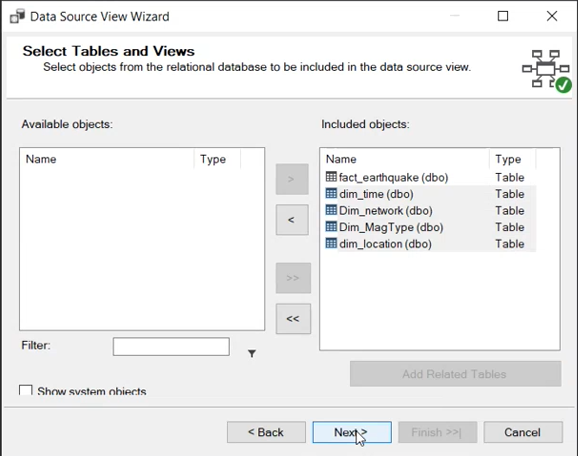 Data Source View Wizard
Select Tables and Views
Select objects from the relational database to be included in the data source view.
Available objects:
Included objects:
Name Type
Name Type
fact_earthquake (dbo) Table
dim_time (dbo) Table
Dim_network (dbo) Table
Dim_MagType (dbo) Table
dim_location (dbo) Table
>
<
>>
<<
Filter:
Add Related Tables
Show system objects
< Back Next > Finish >>| Cancel